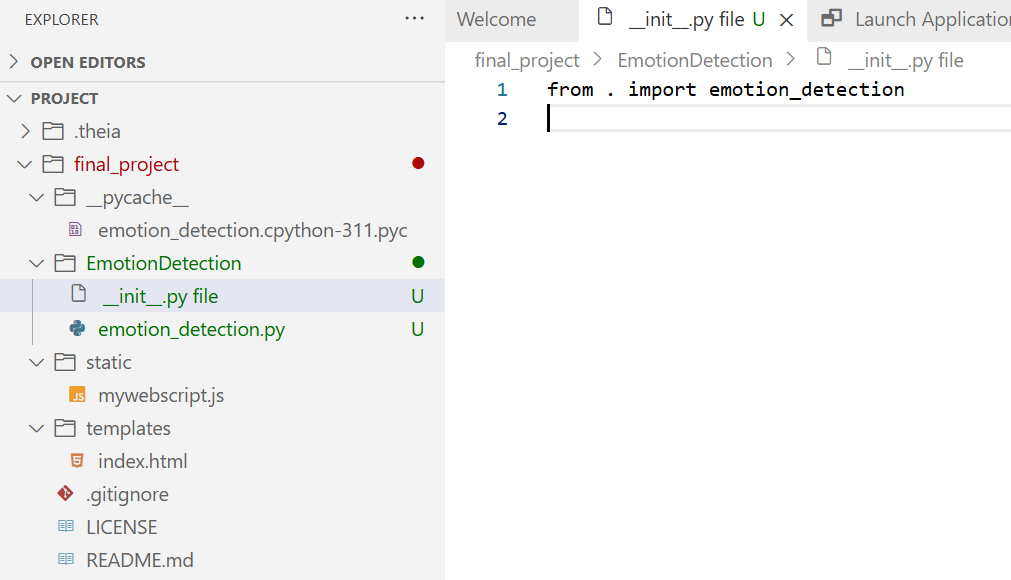 EXPLORER
OPEN EDITORS
PROJECT
.theia
final_project
__pycache__
emotion_detection.cpython-311.pyc
EmotionDetection
__init__.py file U
emotion_detection.py U
static
mywebscript.js
templates
index.html
.gitignore
LICENSE
README.md
Welcome
__init__.py file U
Launch Application
final_project > EmotionDetection > __init__.py file
1 from . import emotion_detection
2